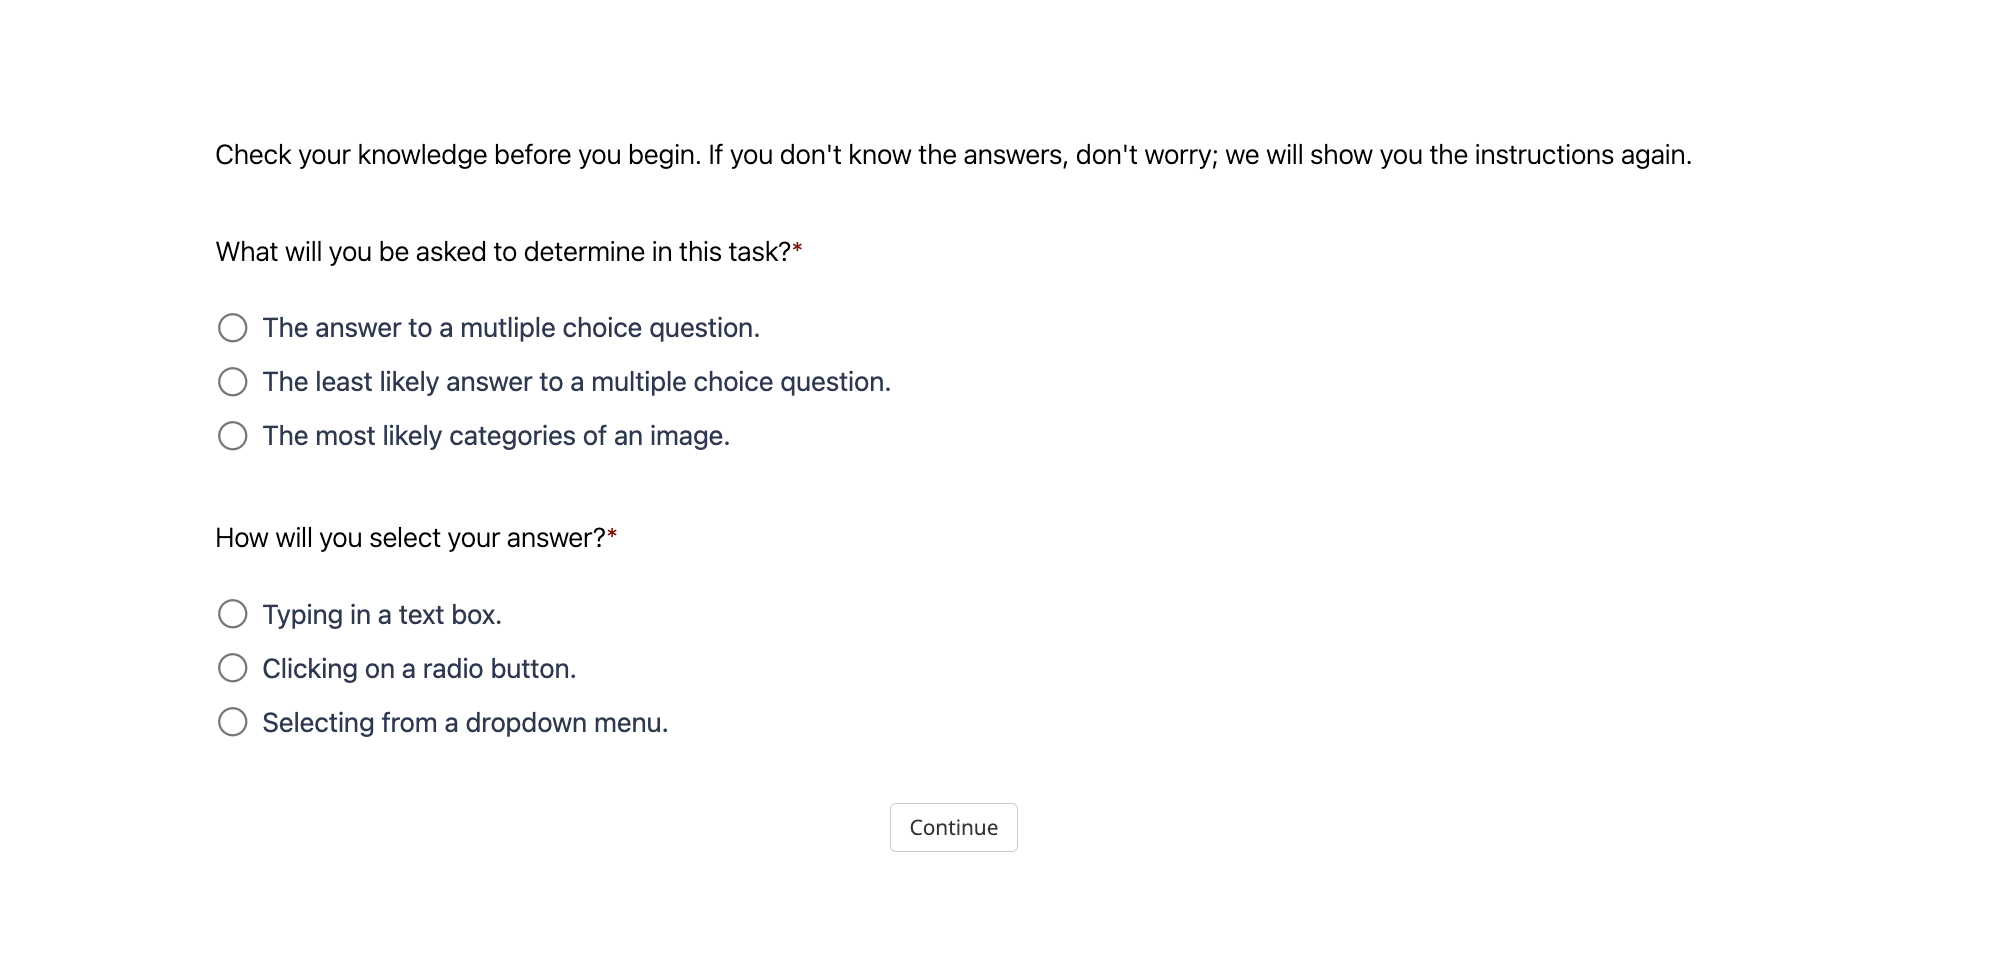 Check your knowledge before you begin. If you don't know the answers, don't worry; we will show you the instructions again.
What will you be asked to determine in this task?*
The answer to a mutliple choice question.
The least likely answer to a multiple choice question.
The most likely categories of an image.
How will you select your answer?*
Typing in a text box.
Clicking on a radio button.
Selecting from a dropdown menu.
Continue